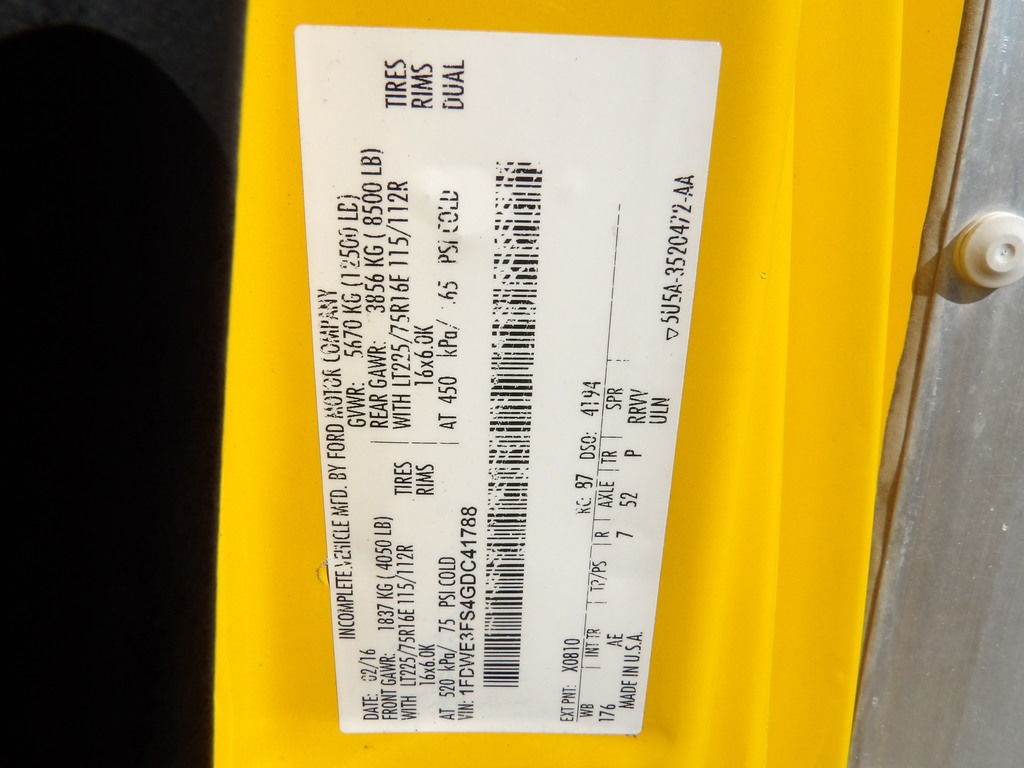 INCOMPLETE VEHICLE MFD. BY FORD MOTOR COMPANY
DATE: 02/16 GVWR: 5670 KG (12500 LB)
FRONT GAWR: 1837 KG ( 4050 LB) REAR GAWR: 3856 KG ( 8500 LB)
WITH LT225/75R16E 115/112R TIRES WITH LT225/75R16E 115/112R TIRES
16x6.0K RIMS 16x6.0K RIMS
AT 520 kPa/ 75 PSI COLD AT 450 kPa/ 65 PSI COLD DUAL
VIN: 1FDWE3FS4GDC41788
EXT PNT: X0810 RC: 87 DSO: 4194
WB INT TR TP/PS R AXLE TR SPR
176 AE 7 52 P RRVV
MADE IN U.S.A. ULN
▽5U5A-3520472-AA